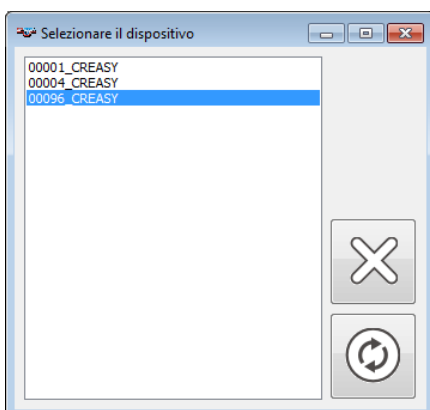 Selezionare il dispositivo
00001_CREASY
00004_CREASY
00096_CREASY